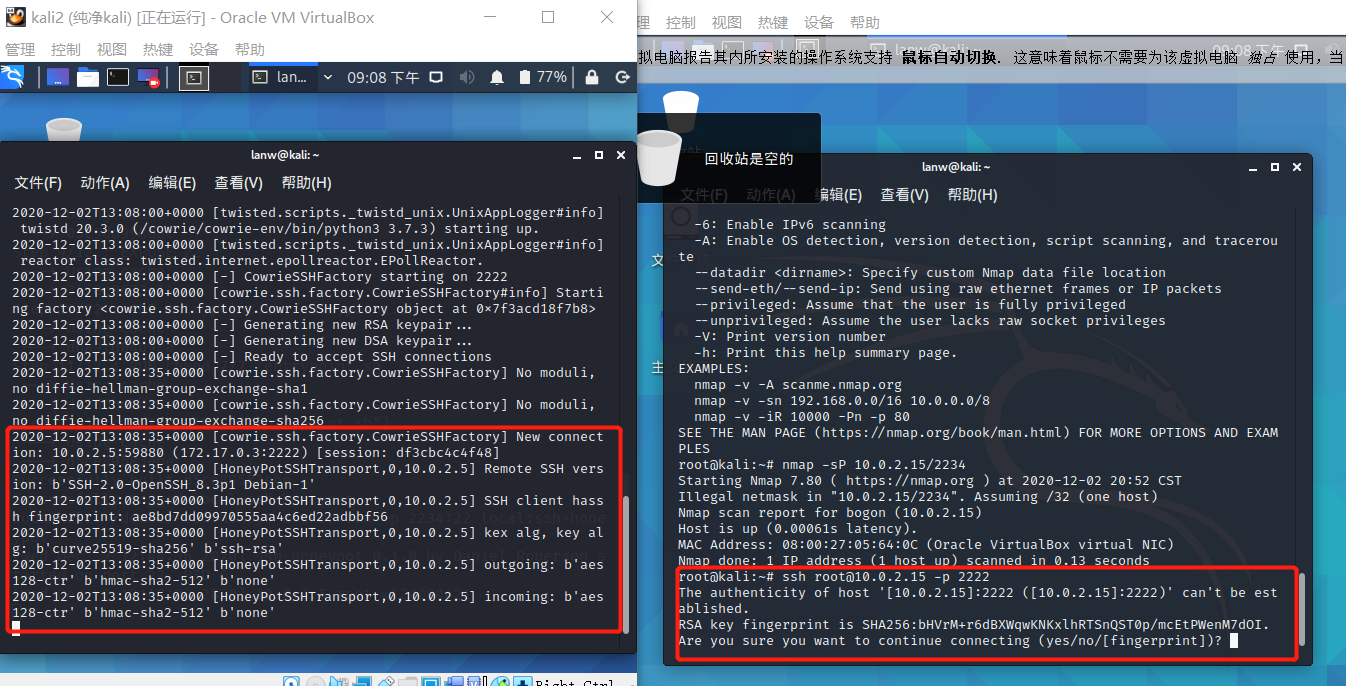 kali2 (纯净kali) [正在运行] - Oracle VM VirtualBox
管理 控制 视图 热键 设备 帮助
lan... 09:08 下午 77%
lanw@kali: ~
文件(F) 动作(A) 编辑(E) 查看(V) 帮助(H)
2020-12-02T13:08:00+0000 [twisted.scripts._twistd_unix.UnixAppLogger#info]
twistd 20.3.0 (/cowrie/cowrie-env/bin/python3 3.7.3) starting up.
2020-12-02T13:08:00+0000 [twisted.scripts._twistd_unix.UnixAppLogger#info]
reactor class: twisted.internet.epollreactor.EPollReactor.
2020-12-02T13:08:00+0000 [-] CowrieSSHFactory starting on 2222
2020-12-02T13:08:00+0000 [cowrie.ssh.factory.CowrieSSHFactory#info] Starti
ng factory <cowrie.ssh.factory.CowrieSSHFactory object at 0×7f3acd18f7b8>
2020-12-02T13:08:00+0000 [-] Generating new RSA keypair...
2020-12-02T13:08:00+0000 [-] Generating new DSA keypair...
2020-12-02T13:08:00+0000 [-] Ready to accept SSH connections
2020-12-02T13:08:35+0000 [cowrie.ssh.factory.CowrieSSHFactory] No moduli,
no diffie-hellman-group-exchange-sha1
2020-12-02T13:08:35+0000 [cowrie.ssh.factory.CowrieSSHFactory] No moduli,
no diffie-hellman-group-exchange-sha256
2020-12-02T13:08:35+0000 [cowrie.ssh.factory.CowrieSSHFactory] New connect
ion: 10.0.2.5:59880 (172.17.0.3:2222) [session: df3cbc4c4f48]
2020-12-02T13:08:35+0000 [HoneyPotSSHTransport,0,10.0.2.5] Remote SSH vers
ion: b'SSH-2.0-OpenSSH_8.3p1 Debian-1'
2020-12-02T13:08:35+0000 [HoneyPotSSHTransport,0,10.0.2.5] SSH client hass
h fingerprint: ae8bd7dd09970555aa4c6ed22adbbf56
2020-12-02T13:08:35+0000 [HoneyPotSSHTransport,0,10.0.2.5] kex alg, key al
g: b'curve25519-sha256' b'ssh-rsa'
2020-12-02T13:08:35+0000 [HoneyPotSSHTransport,0,10.0.2.5] outgoing: b'aes
128-ctr' b'hmac-sha2-512' b'none'
2020-12-02T13:08:35+0000 [HoneyPotSSHTransport,0,10.0.2.5] incoming: b'aes
128-ctr' b'hmac-sha2-512' b'none'
Right Ctrl
理 控制 视图 热键 设备 帮助
拟电脑报告其内所安装的操作系统支持 鼠标自动切换. 这意味着鼠标不需要为该虚拟电脑 独占 使用,当
回收站是空的
lanw@kali: ~
文件(F) 动作(A) 编辑(E) 查看(V) 帮助(H)
-6: Enable IPv6 scanning
-A: Enable OS detection, version detection, script scanning, and tracerou
te
--datadir <dirname>: Specify custom Nmap data file location
--send-eth/--send-ip: Send using raw ethernet frames or IP packets
--privileged: Assume that the user is fully privileged
--unprivileged: Assume the user lacks raw socket privileges
-V: Print version number
-h: Print this help summary page.
EXAMPLES:
nmap -v -A scanme.nmap.org
nmap -v -sn 192.168.0.0/16 10.0.0.0/8
nmap -v -iR 10000 -Pn -p 80
SEE THE MAN PAGE (https://nmap.org/book/man.html) FOR MORE OPTIONS AND EXAM
PLES
root@kali:~# nmap -sP 10.0.2.15/2234
Starting Nmap 7.80 ( https://nmap.org ) at 2020-12-02 20:52 CST
Illegal netmask in "10.0.2.15/2234". Assuming /32 (one host)
Nmap scan report for bogon (10.0.2.15)
Host is up (0.00061s latency).
MAC Address: 08:00:27:05:64:0C (Oracle VirtualBox virtual NIC)
Nmap done: 1 IP address (1 host up) scanned in 0.13 seconds
root@kali:~# ssh root@10.0.2.15 -p 2222
The authenticity of host '[10.0.2.15]:2222 ([10.0.2.15]:2222)' can't be est
ablished.
RSA key fingerprint is SHA256:bHVrM+r6dBXWqwKNKxlhRTSnQST0p/mcEtPWenM7dOI.
Are you sure you want to continue connecting (yes/no/[fingerprint])?
文
主